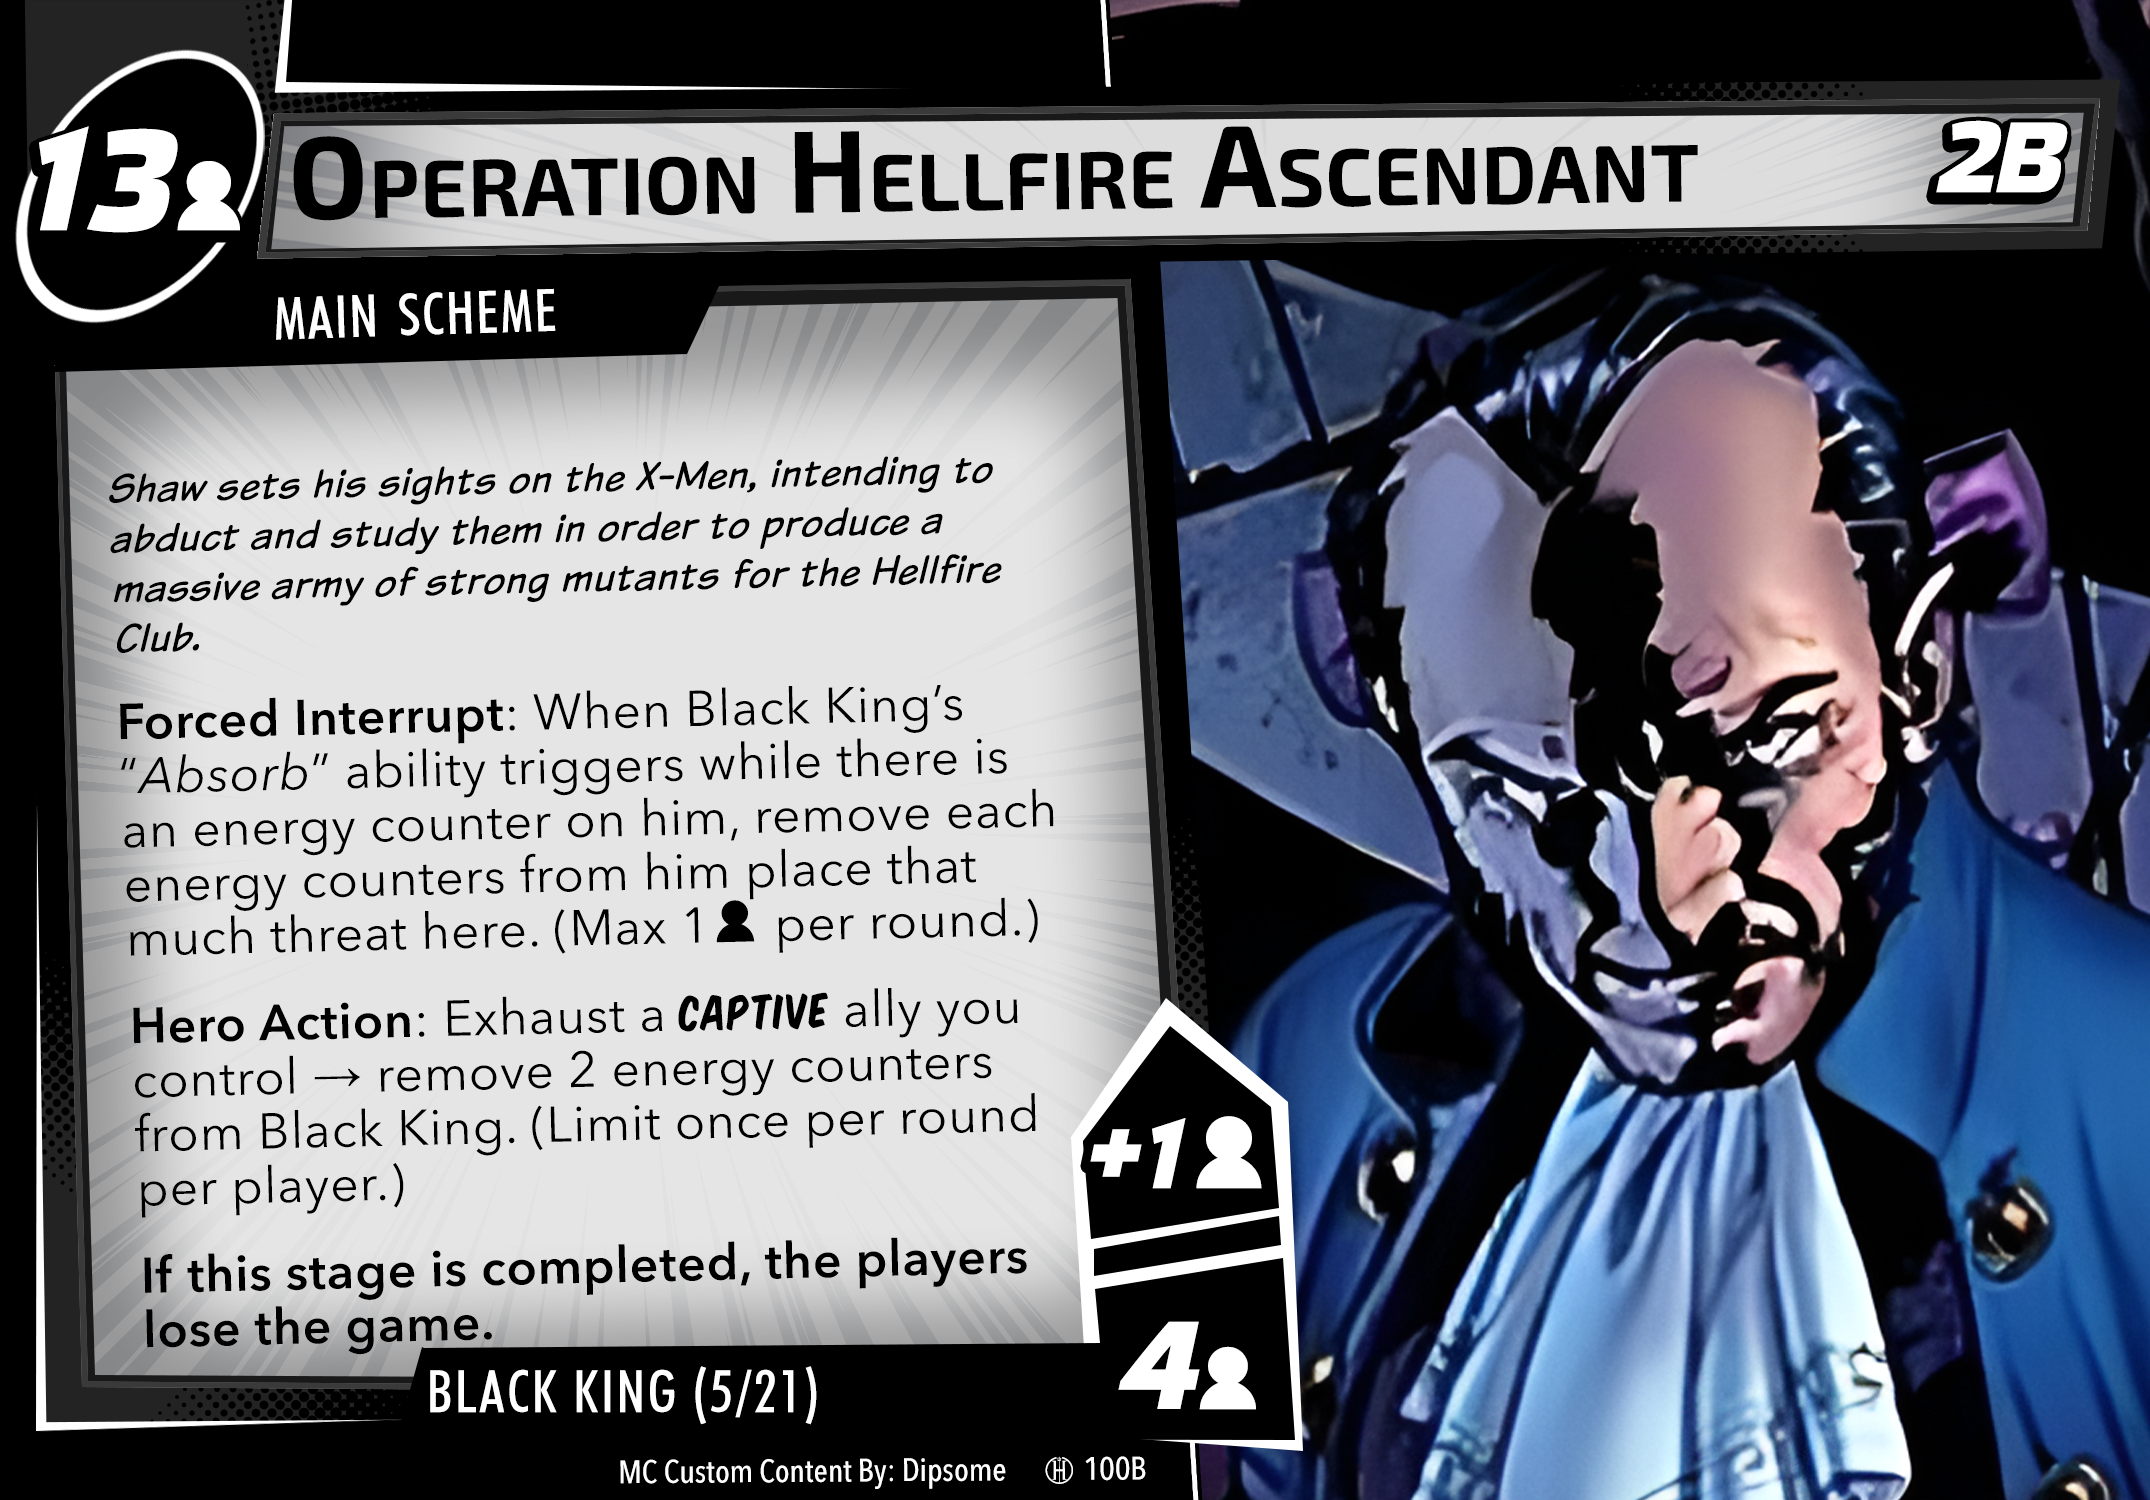 13
OPERATION HELLFIRE ASCENDANT
2B
MAIN SCHEME
Shaw sets his sights on the X-Men, intending to
abduct and study them in order to produce a
massive army of strong mutants for the Hellfire
Club.
Forced Interrupt: When Black King's
"Absorb" ability triggers while there is
an energy counter on him, remove each
energy counters from him place that
much threat here. (Max 1 per round.)
Hero Action: Exhaust a CAPTIVE ally you
control → remove 2 energy counters
from Black King. (Limit once per round
per player.)
If this stage is completed, the players
lose the game.
+1
4
BLACK KING (5/21)
MC Custom Content By: Dipsome 100B